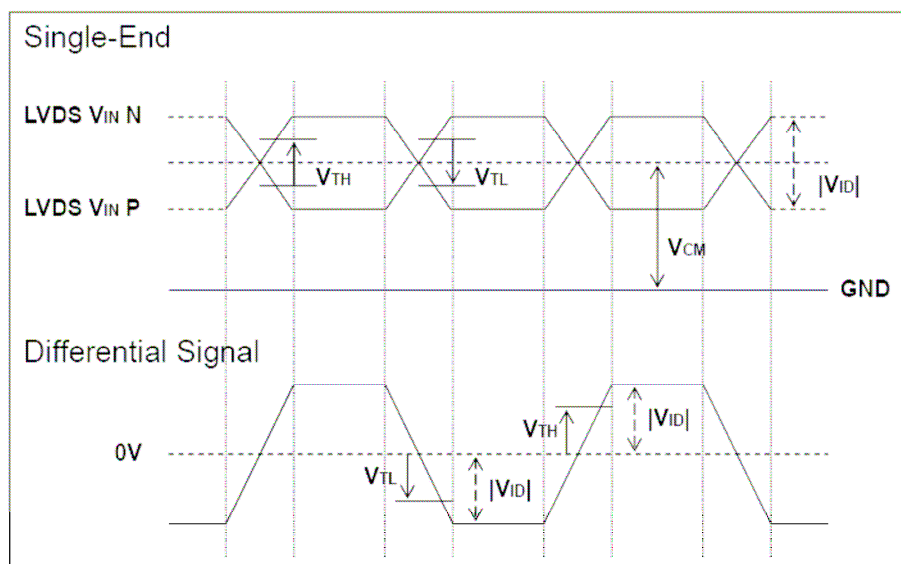 Single-End
LVDS VIN N
VTH
VTL
|VID|
LVDS VIN P
VCM
GND
Differential Signal
|VID|
VTH
0V
VTL
|VID|